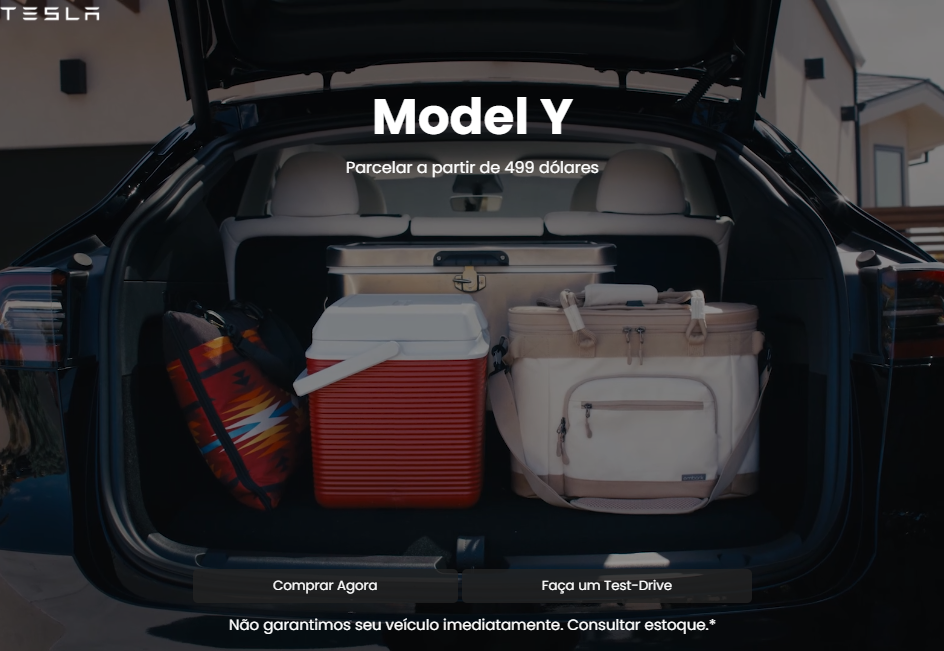 TESLA
Model Y
Parcelar a partir de 499 dólares
Comprar Agora
Faça um Test-Drive
Não garantimos seu veículo imediatamente. Consultar estoque.*